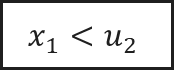 x₁ < u₂